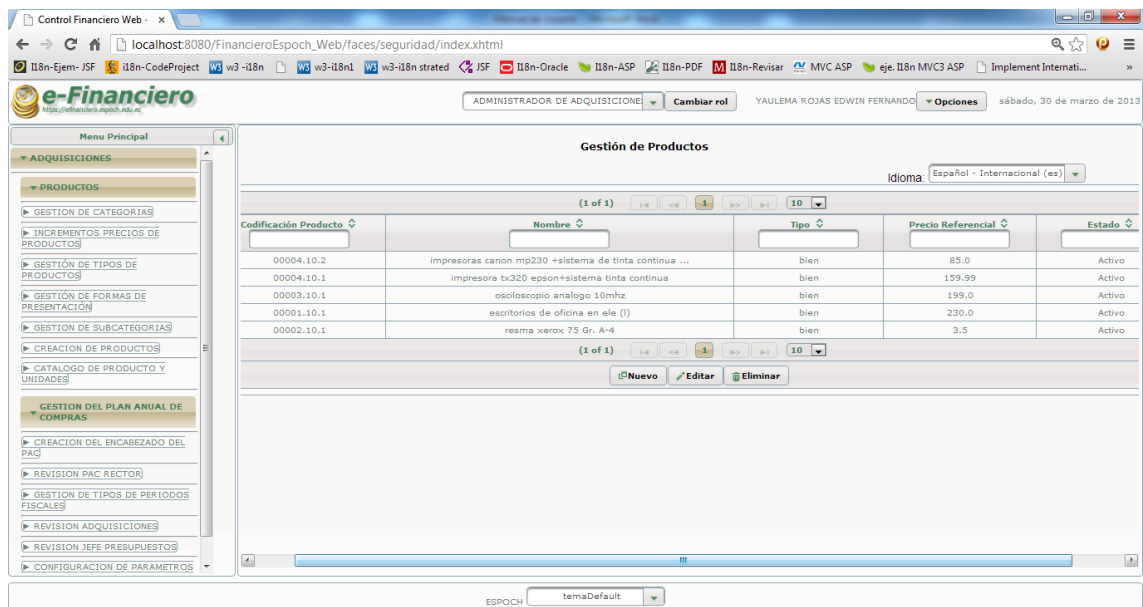 Control Financiero Web -
localhost:8080/FinancieroEspoch_Web/faces/seguridad/index.xhtml
I18n-Ejem- JSF i18n-CodeProject w3 -i18n w3-i18n1 w3-i18n strated JSF I18n-Oracle I18n-ASP I18n-PDF I18n-Revisar MVC ASP eje. I18n MVC3 ASP Implement Internati... »
e-Financiero
https://efinanciero.espoch.edu.ec
ADMINISTRADOR DE ADQUISICIONE Cambiar rol YAULEMA ROJAS EDWIN FERNANDO Opciones sábado, 30 de marzo de 2013
Menu Principal
ADQUISICIONES
PRODUCTOS
GESTION DE CATEGORIAS
INCREMENTOS PRECIOS DE
PRODUCTOS
GESTIÓN DE TIPOS DE
PRODUCTOS
GESTIÓN DE FORMAS DE
PRESENTACIÓN
GESTION DE SUBCATEGORIAS
CREACION DE PRODUCTOS
CATALOGO DE PRODUCTO Y
UNIDADES
GESTION DEL PLAN ANUAL DE
COMPRAS
CREACION DEL ENCABEZADO DEL
PAC
REVISION PAC RECTOR
GESTION DE TIPOS DE PERIODOS
FISCALES
REVISION ADQUISICIONES
REVISION JEFE PRESUPUESTOS
CONFIGURACION DE PARAMETROS
Gestión de Productos
Idioma: Español - Internacional (es)
(1 of 1) 1 10
Codificación Producto Nombre Tipo Precio Referencial Estado
00004.10.2 impresoras canon mp230 +sistema de tinta continua ... bien 85.0 Activo
00004.10.1 impresora tx320 epson+sistema tinta continua bien 159.99 Activo
00003.10.1 osciloscopio analogo 10mhz bien 199.0 Activo
00001.10.1 escritorios de oficina en ele (l) bien 230.0 Activo
00002.10.1 resma xerox 75 Gr. A-4 bien 3.5 Activo
(1 of 1) 1 10
Nuevo Editar Eliminar
ESPOCH temaDefault